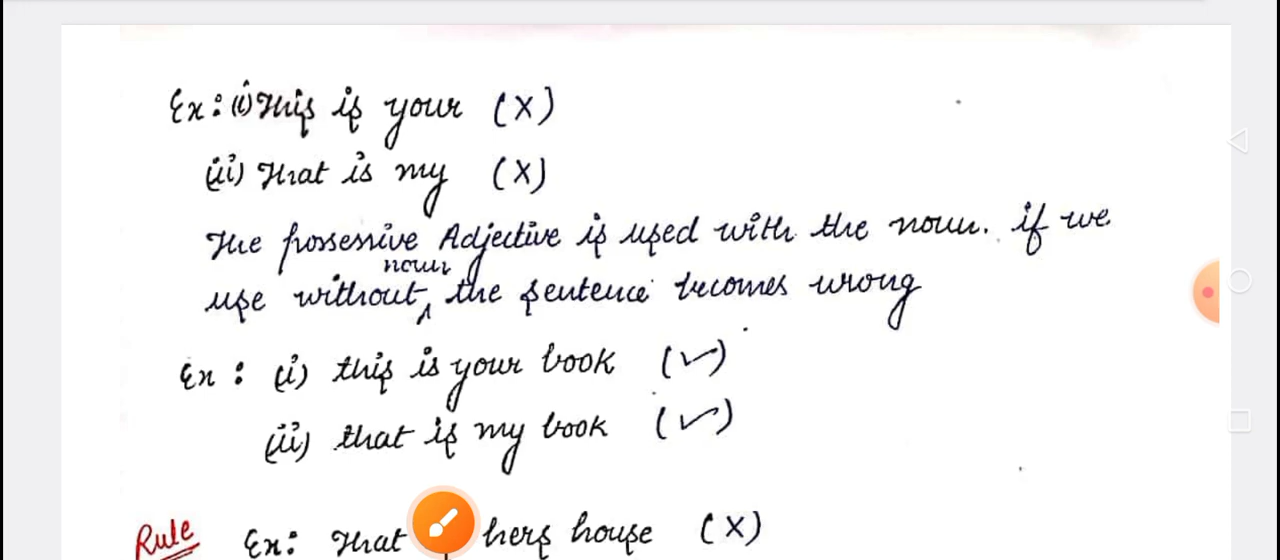 Ex: (i) This is your (X)
(ii) That is my (X)
The possessive Adjective is used with the noun. if we
use without noun the sentence becomes wrong
Ex: (i) this is your book (✓)
(ii) that is my book (✓)
Rule Ex: That hers house (X)